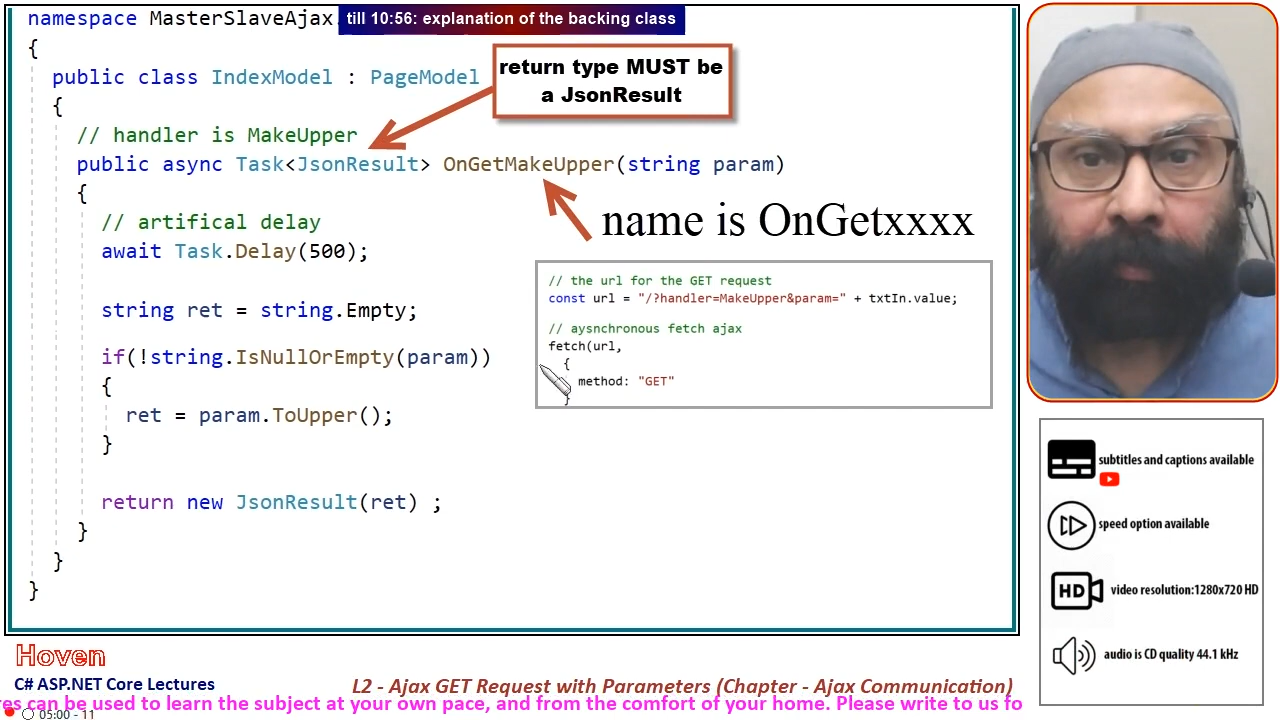 namespace MasterSlaveAjax.
till 10:56: explanation of the backing class
{
public class IndexModel : PageModel
return type MUST be
a JsonResult
{
// handler is MakeUpper
public async Task<JsonResult> OnGetMakeUpper(string param)
{
name is OnGetxxxx
// artifical delay
await Task.Delay(500);
string ret = string.Empty;
if(!string.IsNullOrEmpty(param))
{
ret = param.ToUpper();
}
return new JsonResult(ret) ;
}
}
}
// the url for the GET request
const url = "/?handler=MakeUpper&param=" + txtIn.value;
// aysnchronous fetch ajax
fetch(url,
{
method: "GET"
}
subtitles and captions available
speed option available
HD
video resolution:1280x720 HD
audio is CD quality 44.1 kHz
Hoven
C# ASP.NET Core Lectures
L2 - Ajax GET Request with Parameters (Chapter - Ajax Communication)
res can be used to learn the subject at your own pace, and from the comfort of your home. Please write to us fo
05:00 - 11